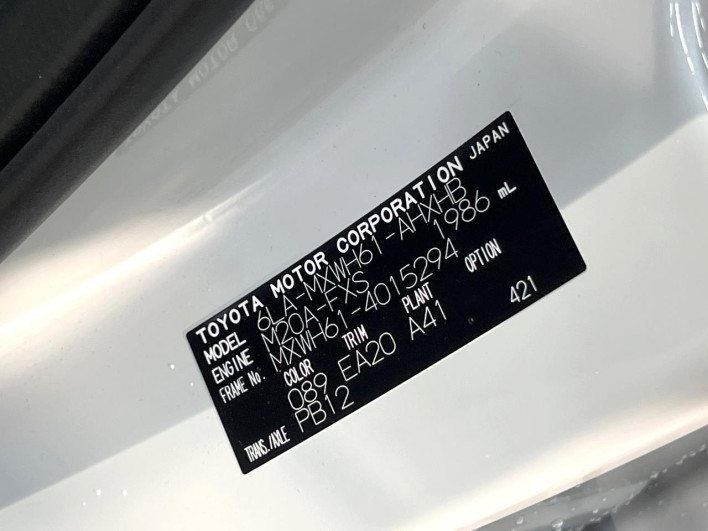 TOYOTA MOTOR CORPORATION JAPAN
MODEL 6LA-MXWH61-AHXHB
ENGINE M20A-FXS 1986 mL
FRAME No. MXWH61-4015294
COLOR TRIM PLANT OPTION
089 EA20 A41 421
TRANS./AXLE PB12